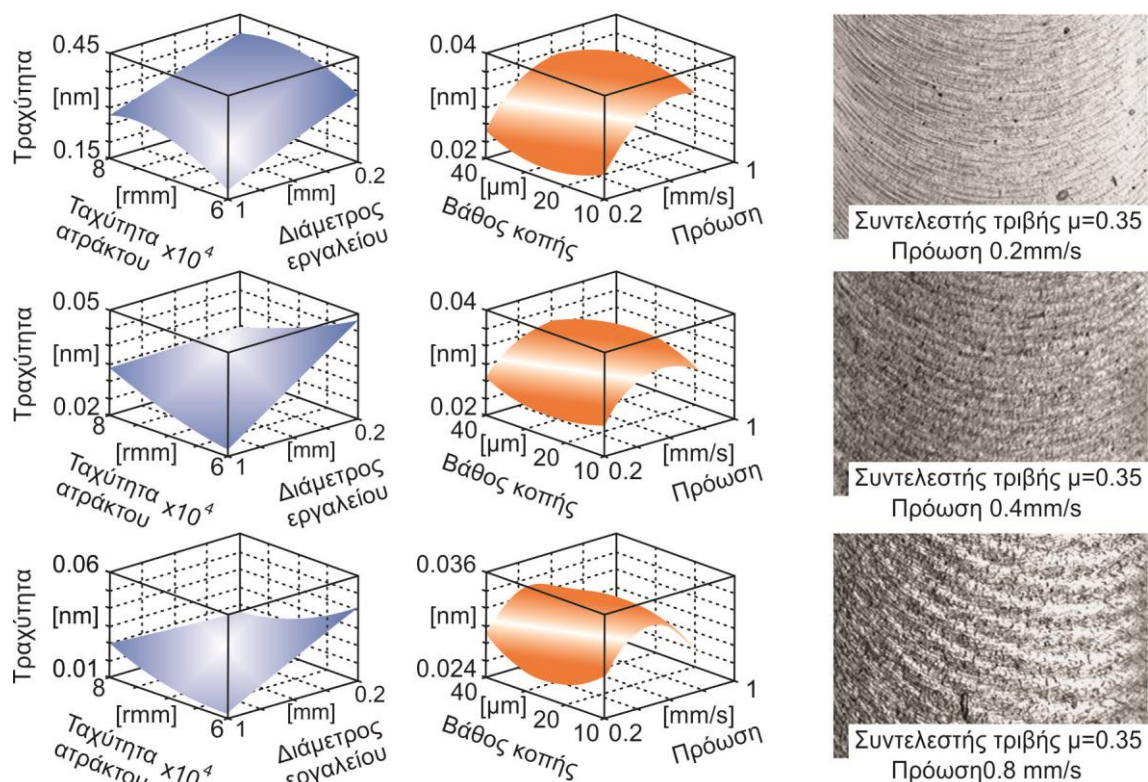 Τραχύτητα
0.45
[nm]
0.15
8
[rmm]
6
1
[mm]
0.2
Ταχύτητα x10⁴
ατράκτου
Διάμετρος
εργαλείου
0.04
[nm]
0.02
40
[μm]
20
10
0.2
[mm/s]
1
Βάθος κοπής
Πρόωση
Συντελεστής τριβής μ=0.35
Πρόωση 0.2mm/s
Τραχύτητα
0.05
[nm]
0.02
8
[rmm]
6
1
[mm]
0.2
Ταχύτητα x10⁴
ατράκτου
Διάμετρος
εργαλείου
0.04
[nm]
0.02
40
[μm]
20
10
0.2
[mm/s]
1
Βάθος κοπής
Πρόωση
Συντελεστής τριβής μ=0.35
Πρόωση 0.4mm/s
Τραχύτητα
0.06
[nm]
0.01
8
[rmm]
6
1
[mm]
0.2
Ταχύτητα x10⁴
ατράκτου
Διάμετρος
εργαλείου
0.036
[nm]
0.024
40
[μm]
20
10
0.2
[mm/s]
1
Βάθος κοπής
Πρόωση
Συντελεστής τριβής μ=0.35
Πρόωση0.8 mm/s